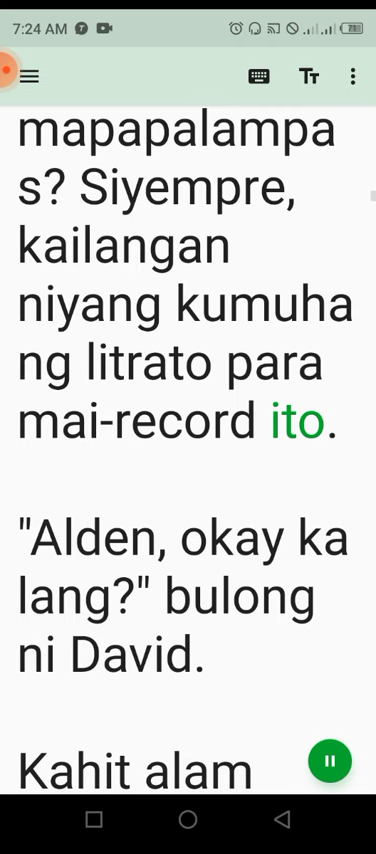 7:24 AM
mapapalampa
s? Siyempre,
kailangan
niyang kumuha
ng litrato para
mai-record ito.
"Alden, okay ka
lang?" bulong
ni David.
Kahit alam